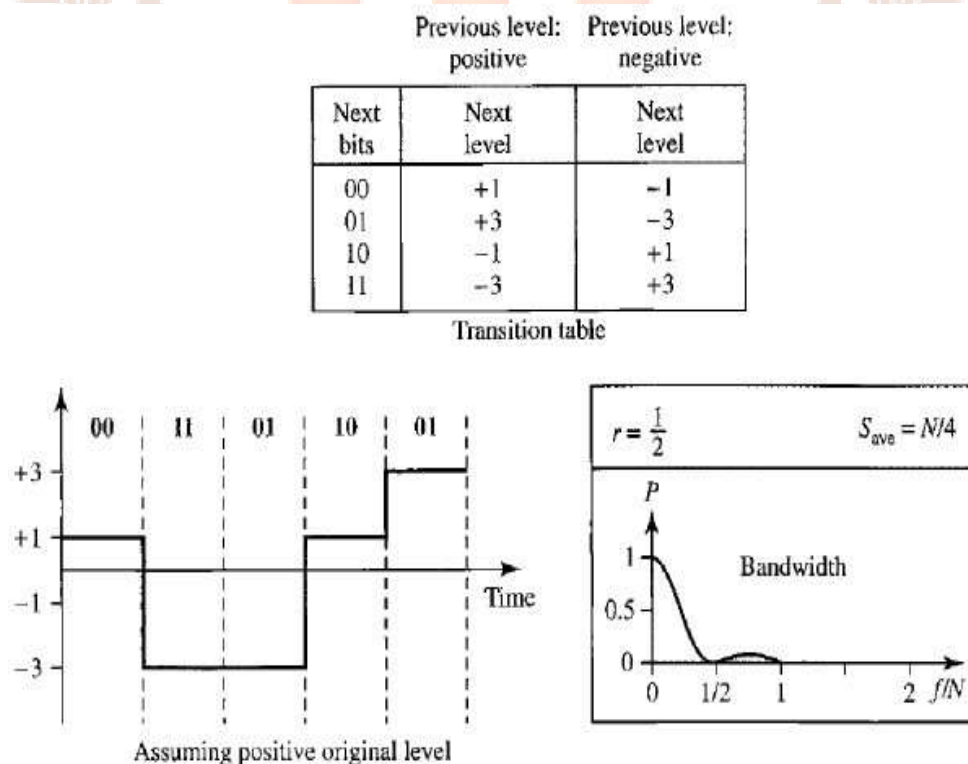 Previous level: Previous level:
positive negative
Next Next Next
bits level level
00 +1 −1
01 +3 −3
10 −1 +1
11 −3 +3
Transition table
00 11 01 10 01
+3
+1
−1
−3
Time
Assuming positive original level
r = 1/2 S_ave = N/4
P
1
0.5
0
Bandwidth
0 1/2 1 2 f/N